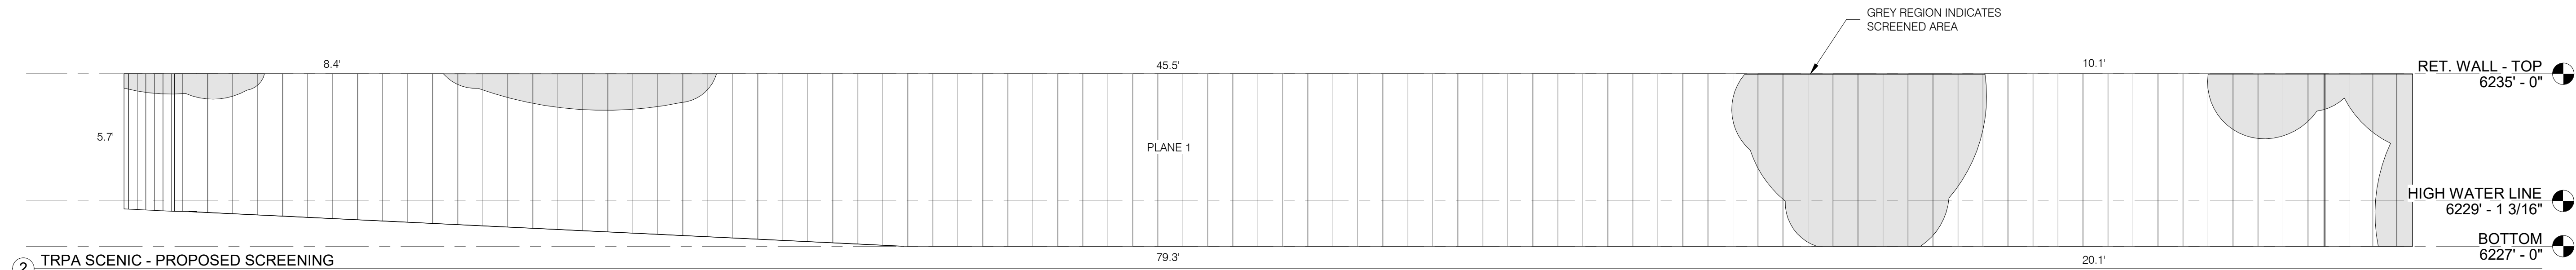 GREY REGION INDICATES
SCREENED AREA
8.4'
45.5'
10.1'
RET. WALL - TOP
6235' - 0"
5.7'
PLANE 1
HIGH WATER LINE
6229' - 1 3/16"
BOTTOM
6227' - 0"
2
TRPA SCENIC - PROPOSED SCREENING
79.3'
20.1'